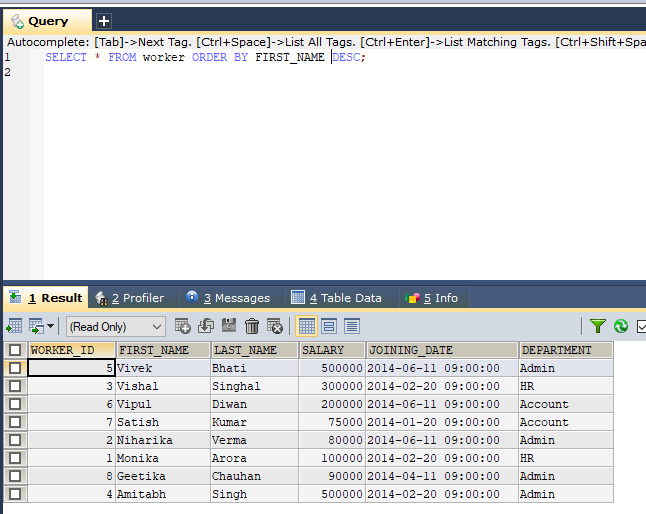 Query
Autocomplete: [Tab]->Next Tag. [Ctrl+Space]->List All Tags. [Ctrl+Enter]->List Matching Tags. [Ctrl+Shift+Spa
1 SELECT * FROM worker ORDER BY FIRST_NAME DESC;
2
1 Result 2 Profiler 3 Messages 4 Table Data 5 Info
(Read Only)
WORKER_ID FIRST_NAME LAST_NAME SALARY JOINING_DATE DEPARTMENT
5 Vivek Bhati 500000 2014-06-11 09:00:00 Admin
3 Vishal Singhal 300000 2014-02-20 09:00:00 HR
6 Vipul Diwan 200000 2014-06-11 09:00:00 Account
7 Satish Kumar 75000 2014-01-20 09:00:00 Account
2 Niharika Verma 80000 2014-06-11 09:00:00 Admin
1 Monika Arora 100000 2014-02-20 09:00:00 HR
8 Geetika Chauhan 90000 2014-04-11 09:00:00 Admin
4 Amitabh Singh 500000 2014-02-20 09:00:00 Admin